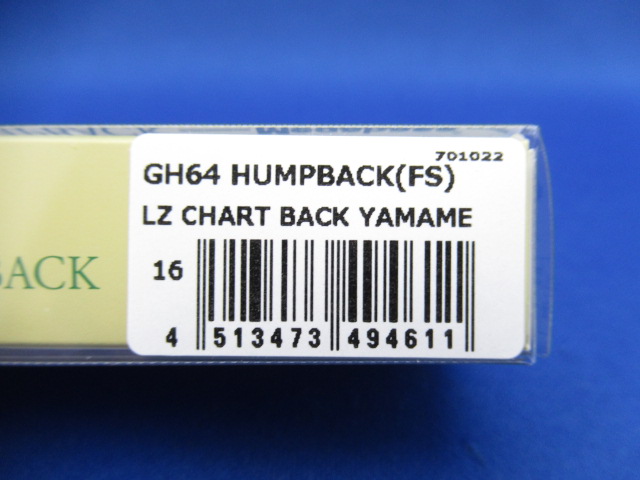 701022
GH64 HUMPBACK(FS)
LZ CHART BACK YAMAME
16
BACK
4 513473 494611